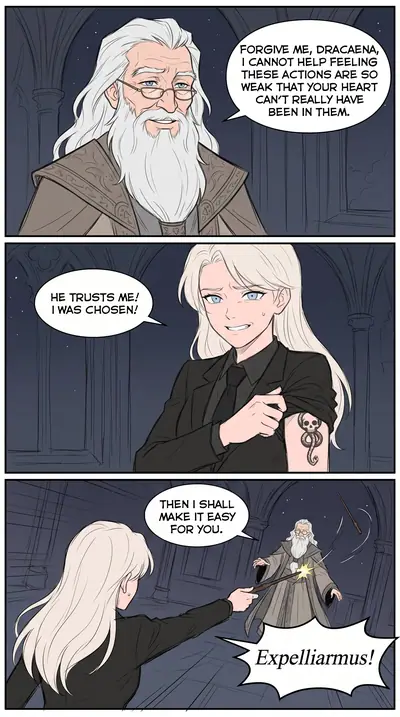 FORGIVE ME, DRACAENA,
I CANNOT HELP FEELING
THESE ACTIONS ARE SO
WEAK THAT YOUR HEART
CAN'T REALLY HAVE
BEEN IN THEM.
HE TRUSTS ME!
I WAS CHOSEN!
THEN I SHALL
MAKE IT EASY
FOR YOU.
Expelliarmus!